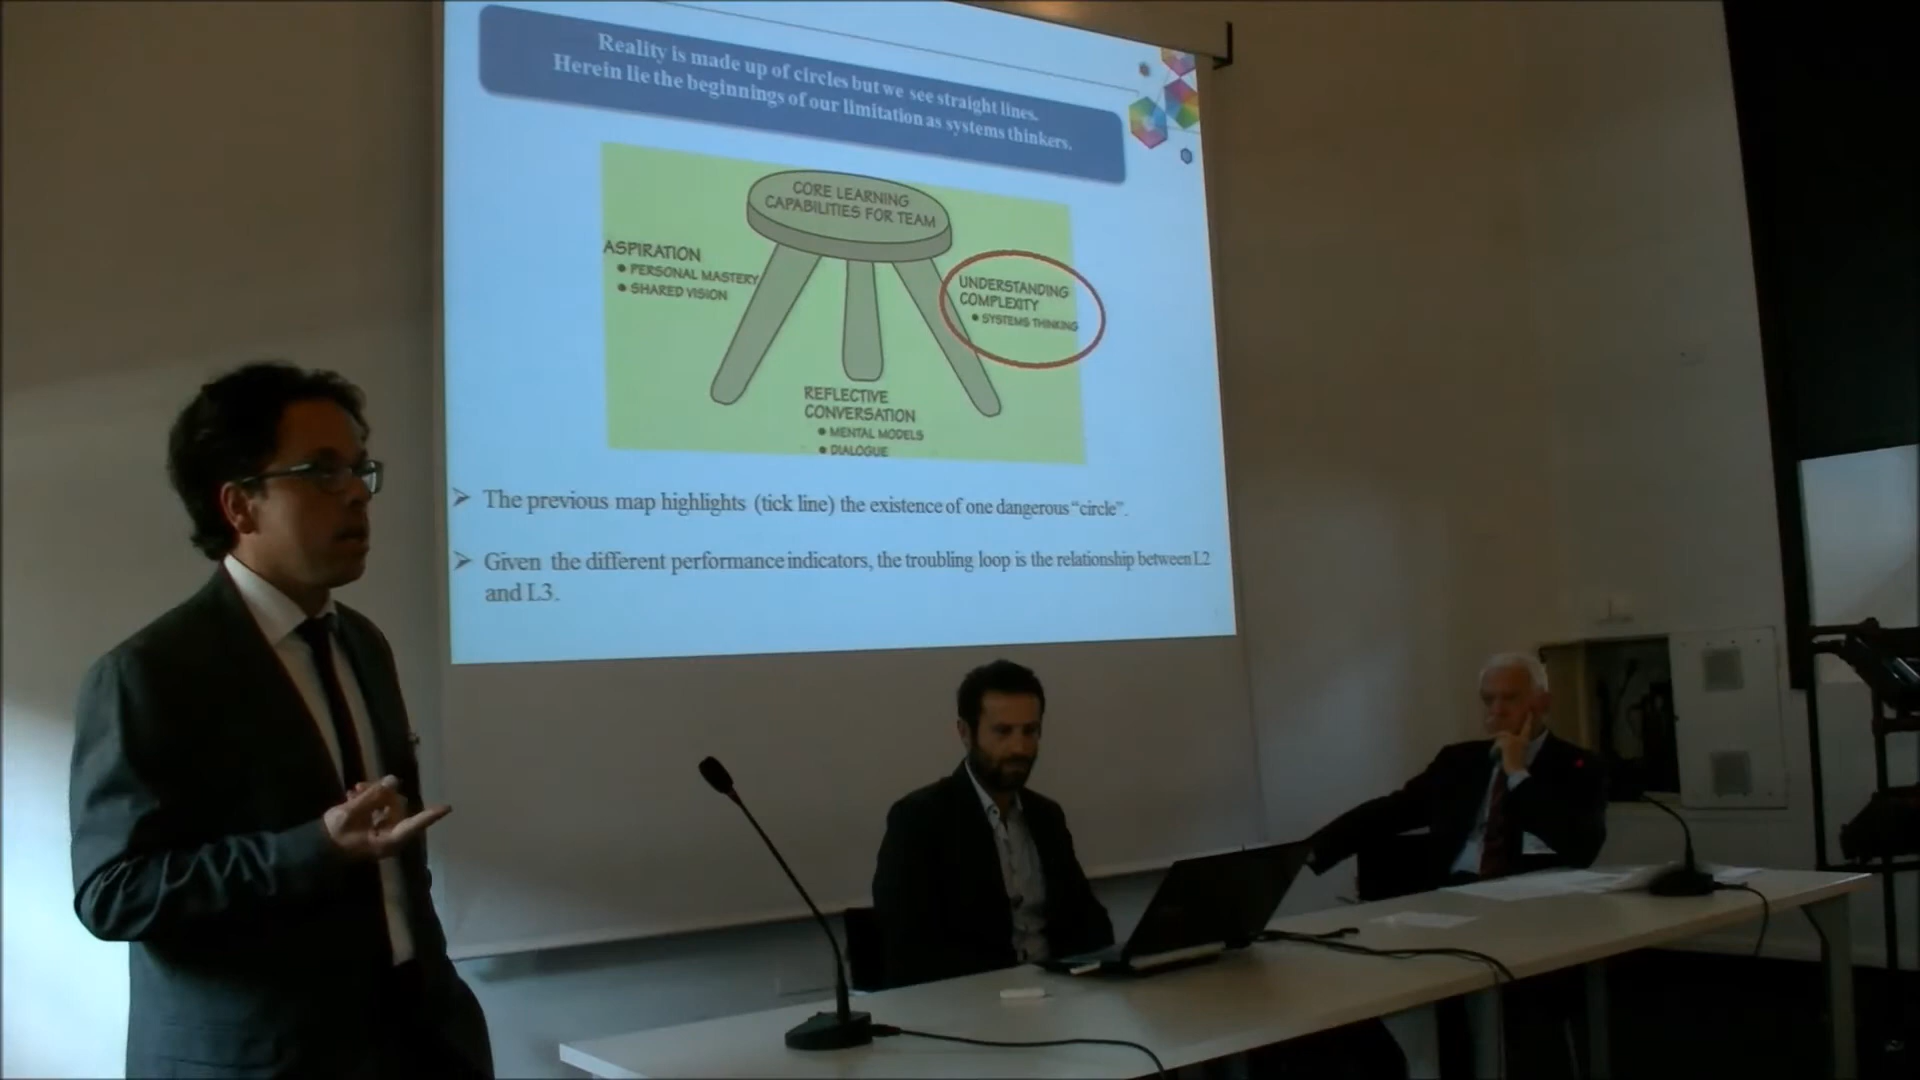 Reality is made up of circles but we see straight lines.
Herein lie the beginnings of our limitation as systems thinkers.
CORE LEARNING
CAPABILITIES FOR TEAM
ASPIRATION
● PERSONAL MASTERY
● SHARED VISION
UNDERSTANDING
COMPLEXITY
● SYSTEMS THINKING
REFLECTIVE
CONVERSATION
● MENTAL MODELS
● DIALOGUE
➢ The previous map highlights (tick line) the existence of one dangerous “circle”.
➢ Given the different performance indicators, the troubling loop is the relationship between L2
and L3.